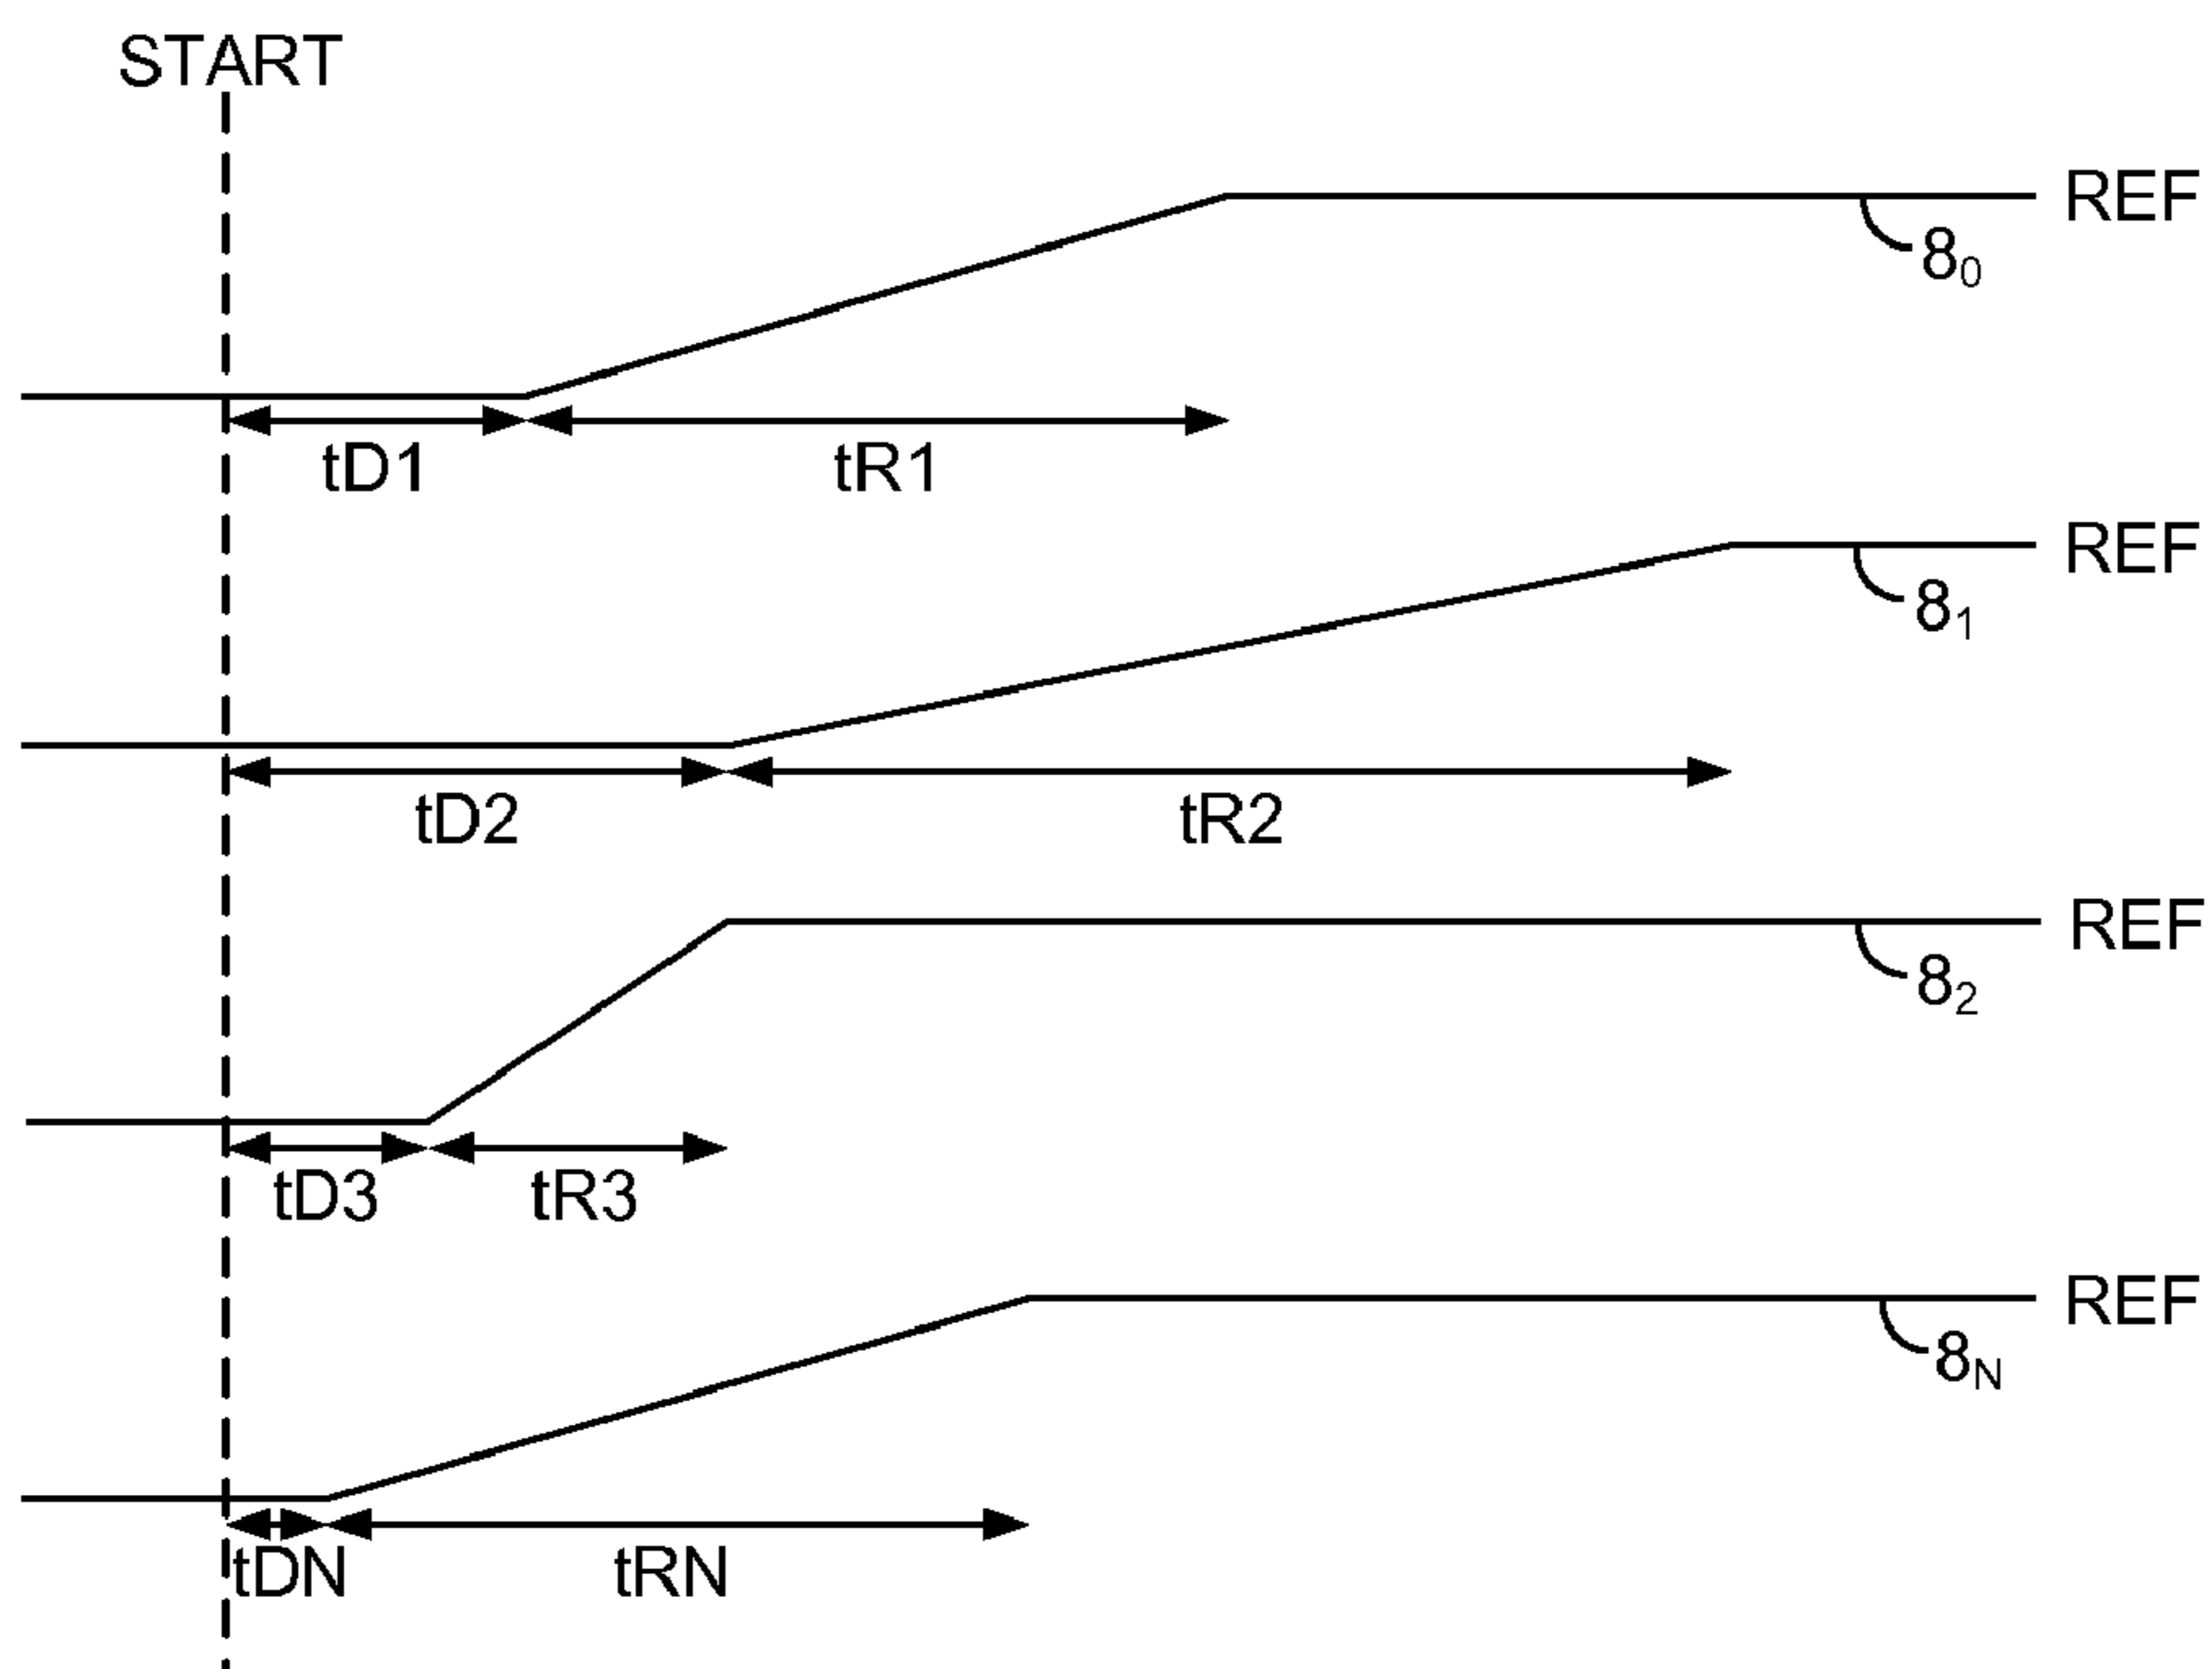 START
REF
8₀
tD1 tR1
REF
8₁
tD2 tR2
REF
8₂
tD3 tR3
REF
8N
tDN tRN